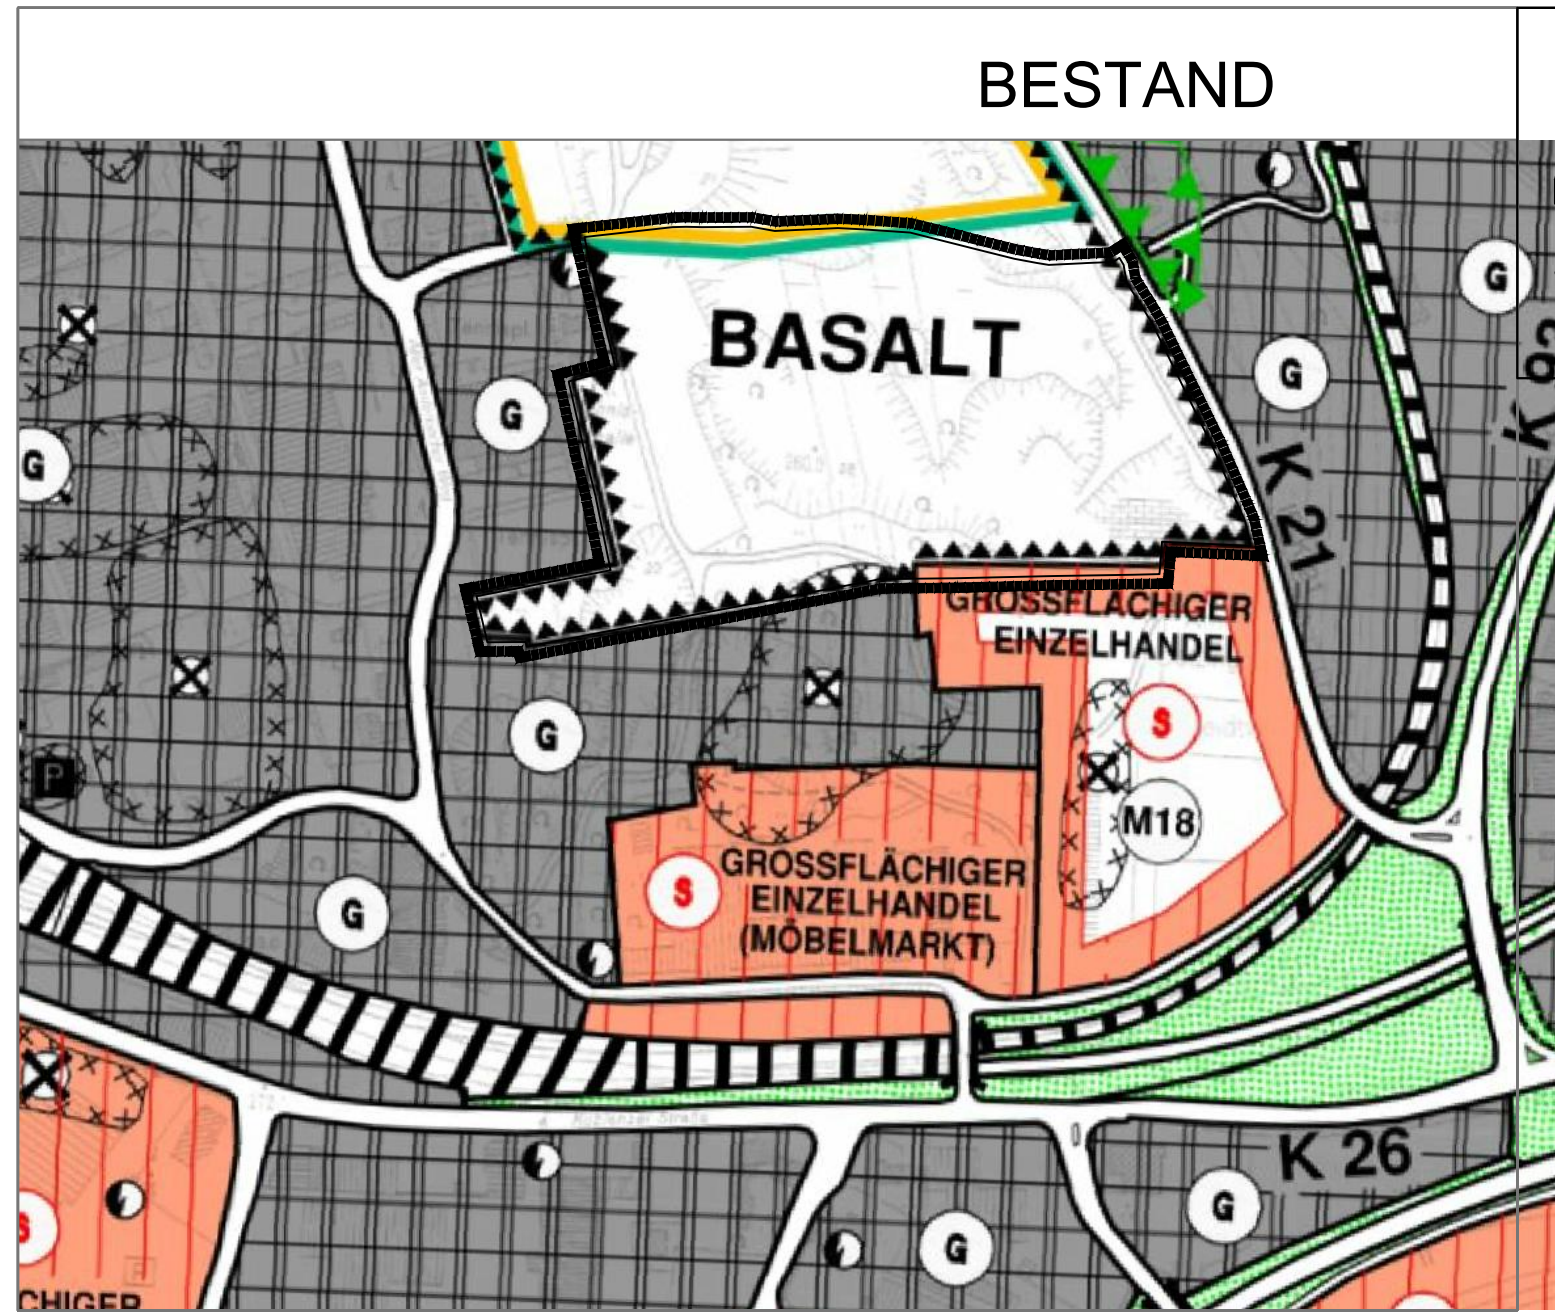 BESTAND
BASALT
G
G
G
G
K 21
GROSSFLÄCHIGER
EINZELHANDEL
S
G
P
M18
GROSSFLÄCHIGER
EINZELHANDEL
(MÖBELMARKT)
S
G
K 26
G
G
S
CHIGER